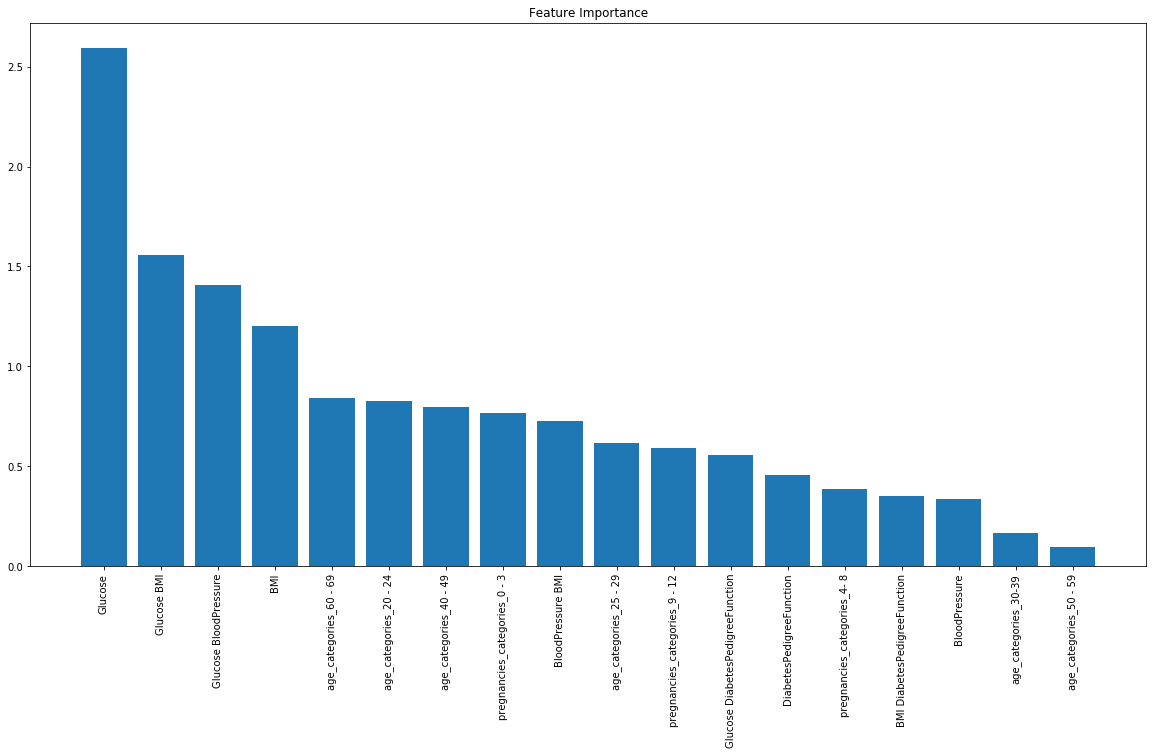 Feature Importance
2.5
2.0
1.5
1.0
0.5
0.0
Glucose
Glucose BMI
Glucose BloodPressure
BMI
age_categories_60 - 69
age_categories_20 - 24
age_categories_40 - 49
pregnancies_categories_0 - 3
BloodPressure BMI
age_categories_25 - 29
pregnancies_categories_9 - 12
Glucose DiabetesPedigreeFunction
DiabetesPedigreeFunction
pregnancies_categories_4- 8
BMI DiabetesPedigreeFunction
BloodPressure
age_categories_30-39
age_categories_50 - 59